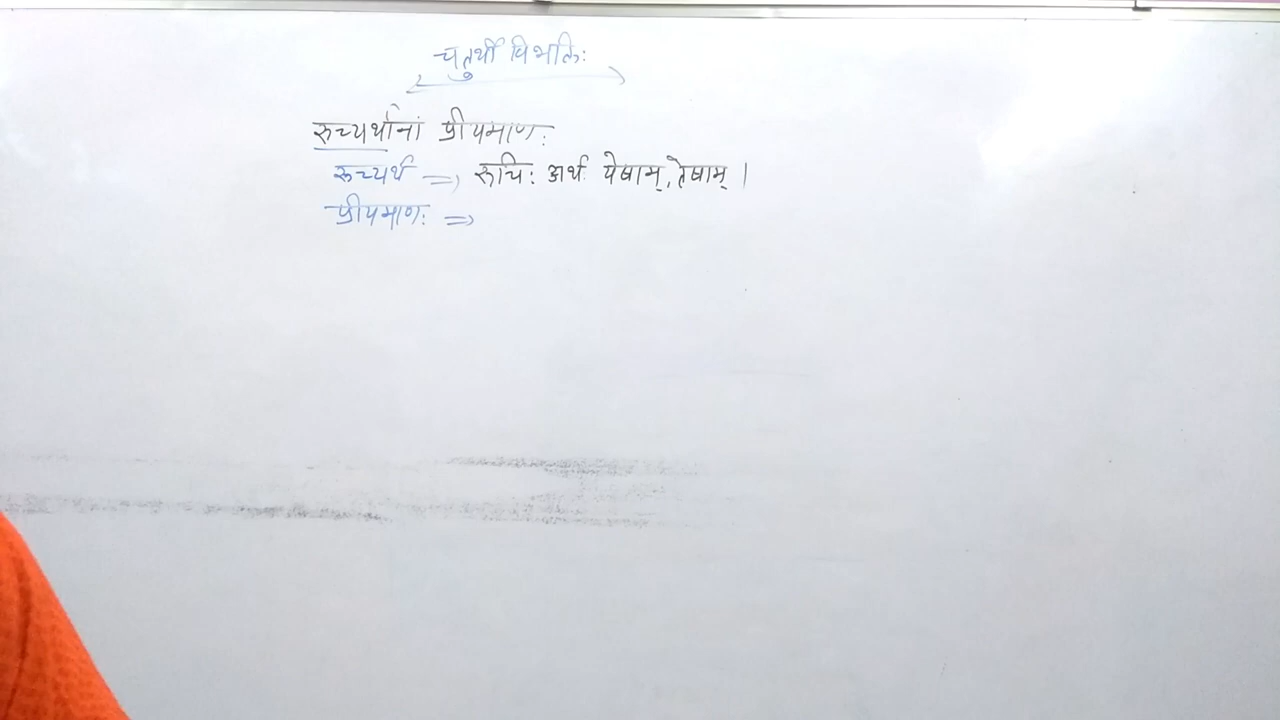 चतुर्थी विभक्तिः
रुच्यर्थानां प्रीयमाणः
रुच्यर्थ => रुचिः अर्थः येषाम्, तेषाम् ।
प्रीयमाणः =>